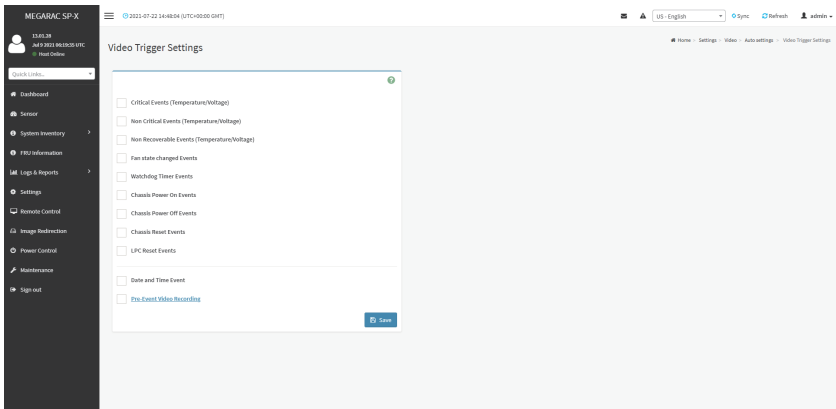 MEGARAC SP-X
2021-07-22 14:48:04 (UTC+00:00 GMT)
US - English
Sync
Refresh
admin
13.01.28
Jul 9 2021 06:19:35 UTC
Host Online
Quick Links...
Dashboard
Sensor
System Inventory
FRU Information
Logs & Reports
Settings
Remote Control
Image Redirection
Power Control
Maintenance
Sign out
Video Trigger Settings
Home > Settings > Video > Auto settings > Video Trigger Settings
Critical Events (Temperature/Voltage)
Non Critical Events (Temperature/Voltage)
Non Recoverable Events (Temperature/Voltage)
Fan state changed Events
Watchdog Timer Events
Chassis Power On Events
Chassis Power Off Events
Chassis Reset Events
LPC Reset Events
Date and Time Event
Pre-Event Video Recording
Save